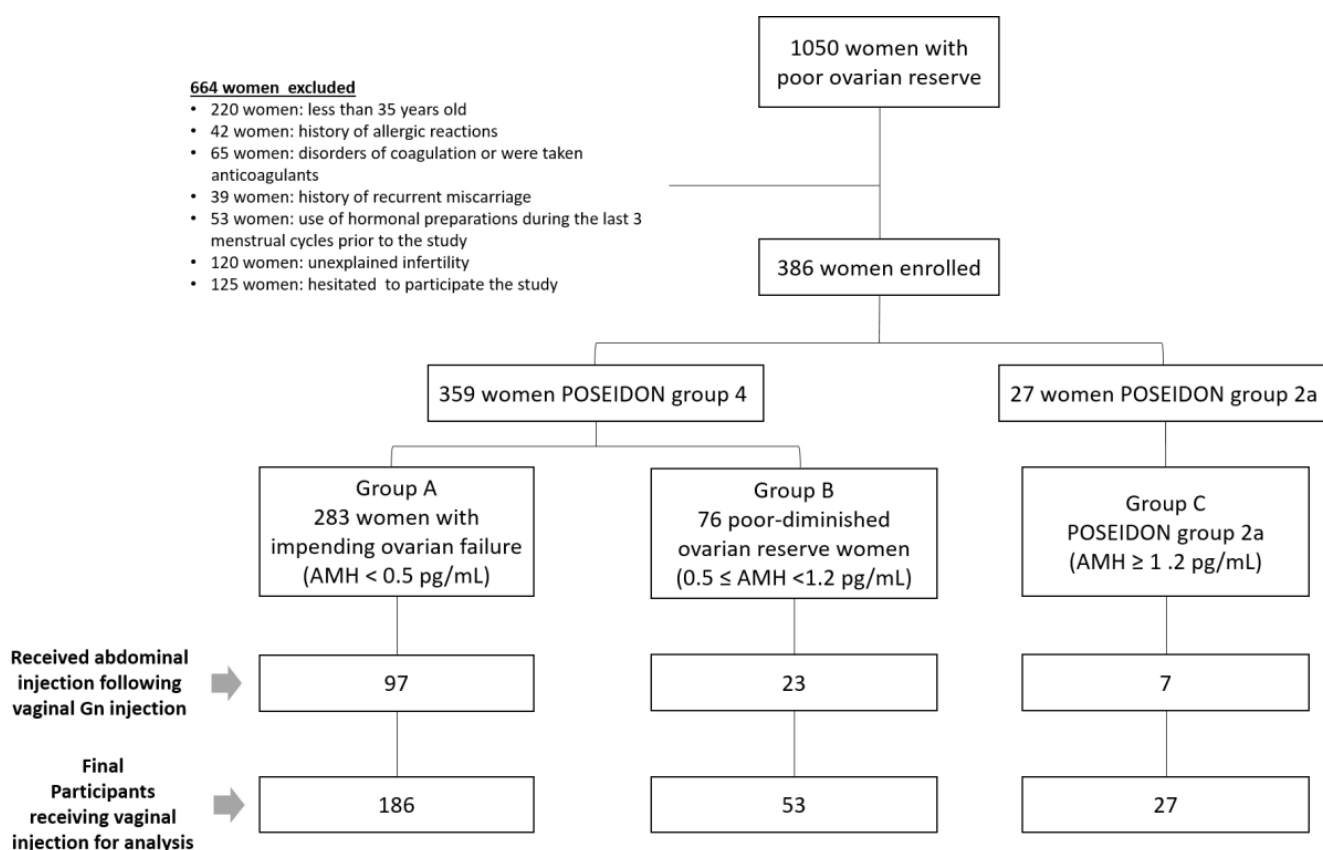 1050 women with
poor ovarian reserve
664 women excluded
• 220 women: less than 35 years old
• 42 women: history of allergic reactions
• 65 women: disorders of coagulation or were taken
anticoagulants
• 39 women: history of recurrent miscarriage
• 53 women: use of hormonal preparations during the last 3
menstrual cycles prior to the study
• 120 women: unexplained infertility
• 125 women: hesitated to participate the study
386 women enrolled
359 women POSEIDON group 4
27 women POSEIDON group 2a
Group A
283 women with
impending ovarian failure
(AMH < 0.5 pg/mL)
Group B
76 poor-diminished
ovarian reserve women
(0.5 ≤ AMH <1.2 pg/mL)
Group C
POSEIDON group 2a
(AMH ≥ 1 .2 pg/mL)
Received abdominal
injection following
vaginal Gn injection
97
23
7
Final
Participants
receiving vaginal
injection for analysis
186
53
27